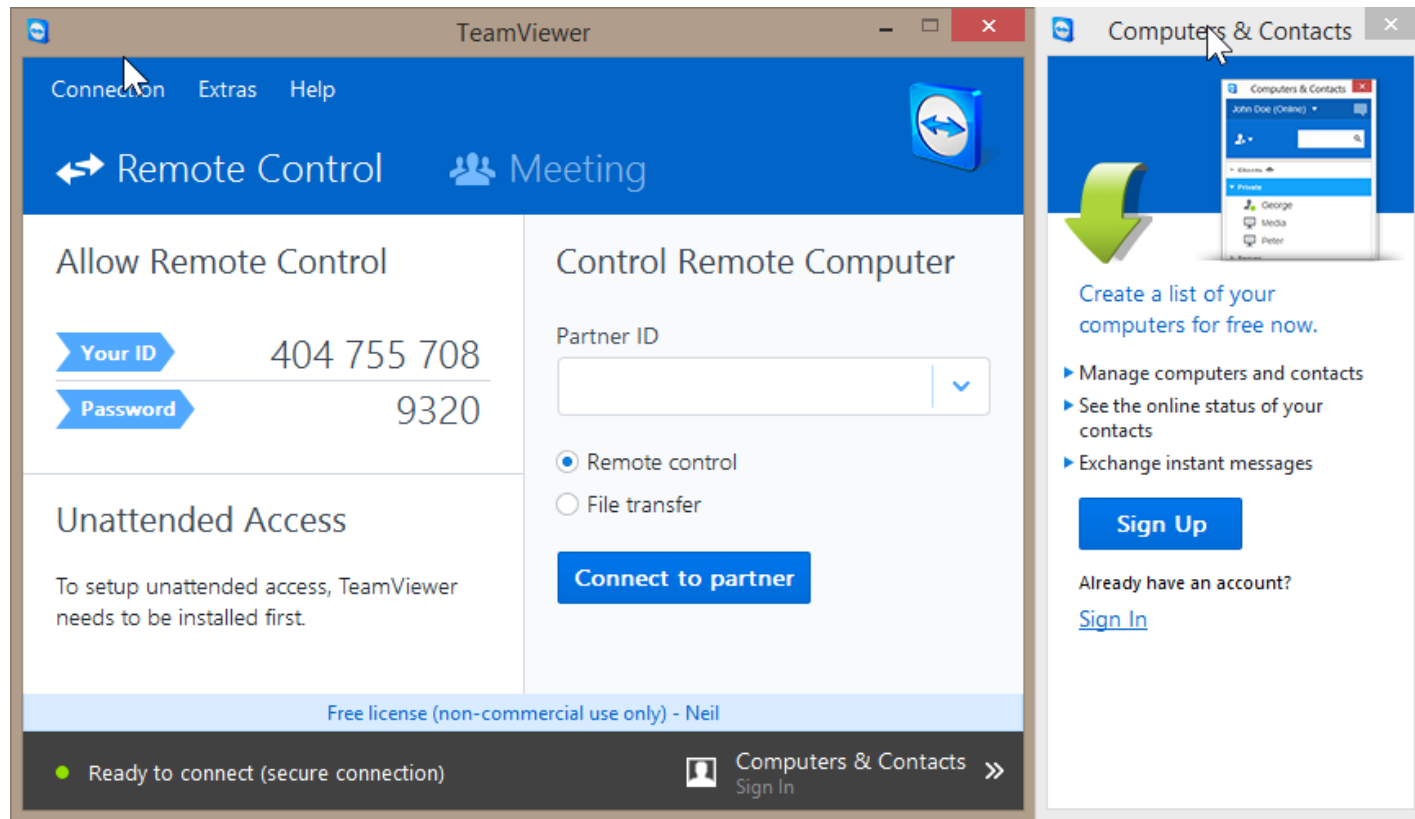 TeamViewer
Connection Extras Help
Remote Control Meeting
Allow Remote Control
Your ID 404 755 708
Password 9320
Unattended Access
To setup unattended access, TeamViewer
needs to be installed first.
Control Remote Computer
Partner ID
Remote control
File transfer
Connect to partner
Free license (non-commercial use only) - Neil
Ready to connect (secure connection)
Computers & Contacts
Sign In
Computers & Contacts
Computers & Contacts
John Doe (Online)
Private
George
Media
Peter
Create a list of your
computers for free now.
Manage computers and contacts
See the online status of your
contacts
Exchange instant messages
Sign Up
Already have an account?
Sign In